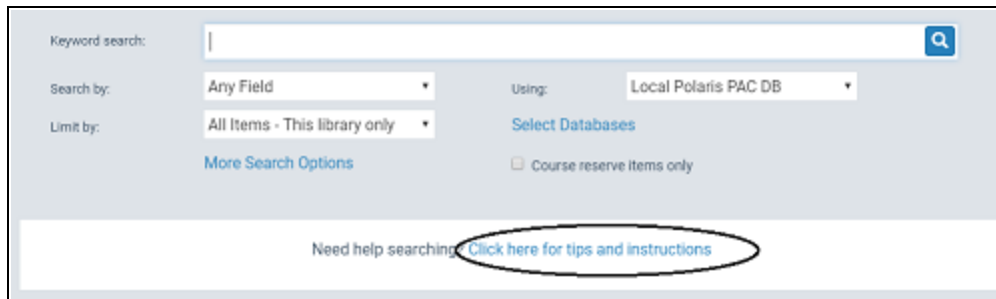 Keyword search:
Search by: Any Field Using: Local Polaris PAC DB
Limit by: All Items - This library only Select Databases
More Search Options Course reserve items only
Need help searching? Click here for tips and instructions